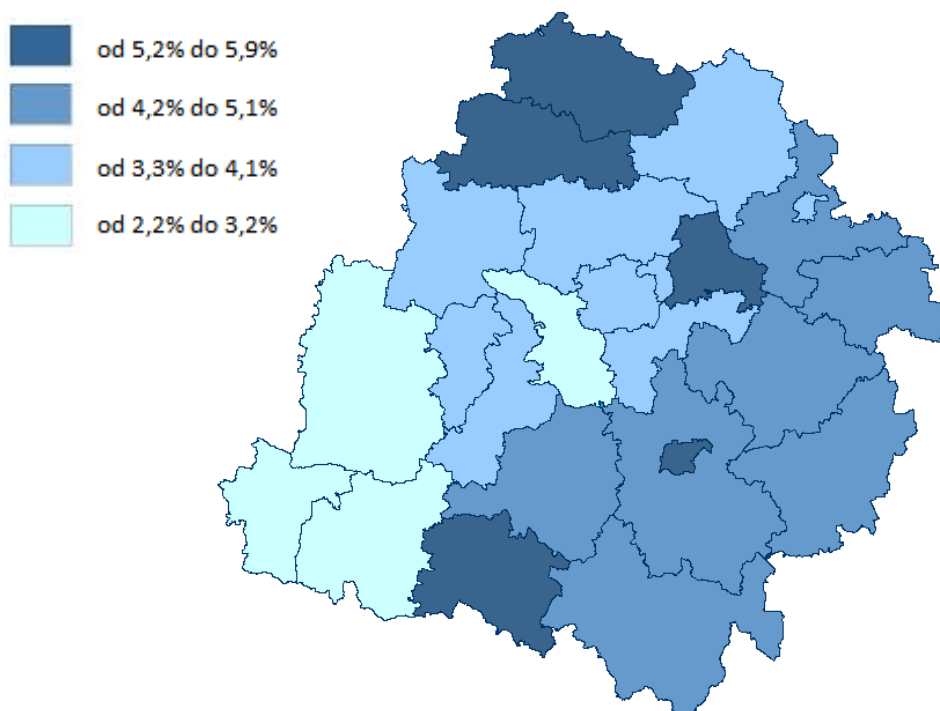 od 5,2% do 5,9%
od 4,2% do 5,1%
od 3,3% do 4,1%
od 2,2% do 3,2%